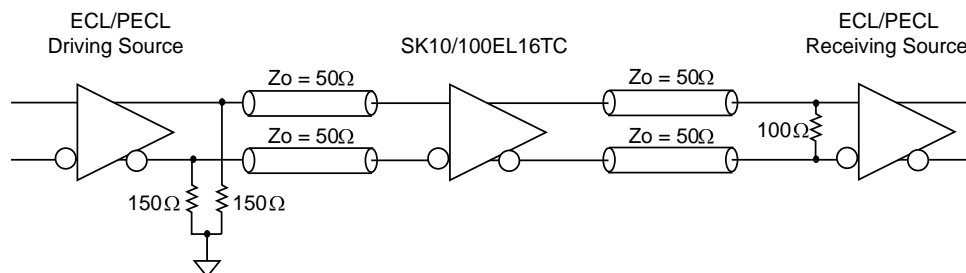 ECL/PECL
Driving Source
SK10/100EL16TC
ECL/PECL
Receiving Source
Zo = 50Ω
Zo = 50Ω
Zo = 50Ω
Zo = 50Ω
100Ω
150Ω
150Ω